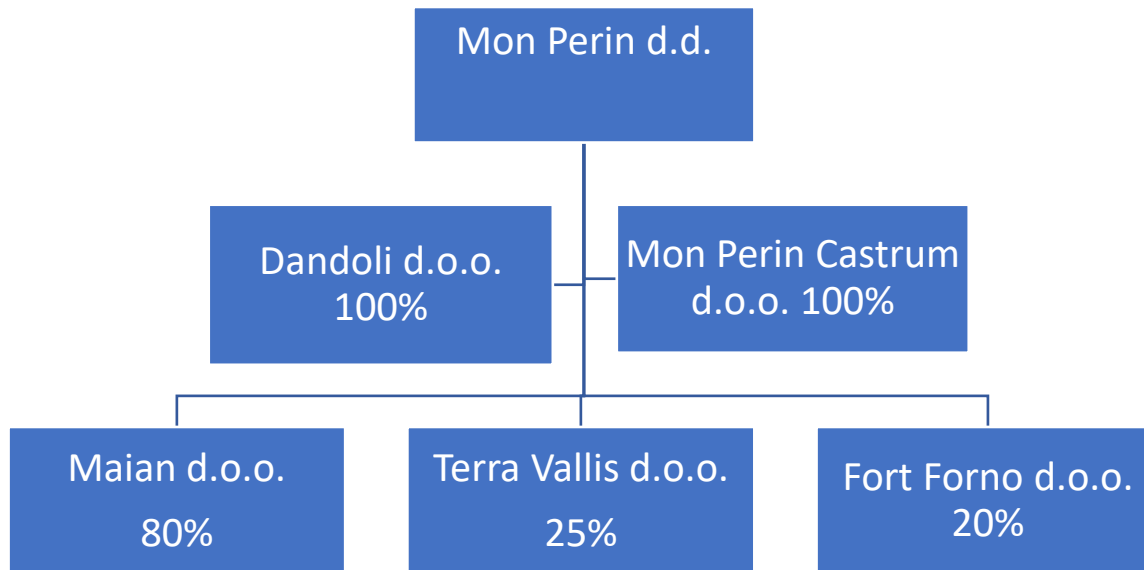 Mon Perin d.d.
Dandoli d.o.o.
100%
Mon Perin Castrum
d.o.o. 100%
Maian d.o.o.
80%
Terra Vallis d.o.o.
25%
Fort Forno d.o.o.
20%